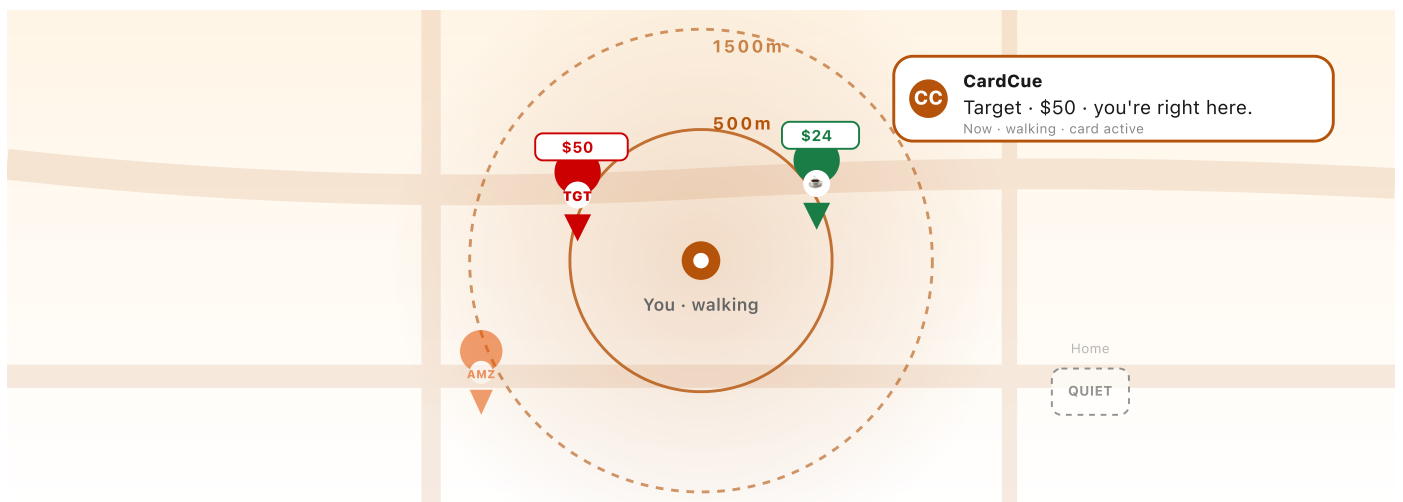 1500m
CardCue
CC
Target · $50 · you're right here.
Now · walking · card active
500m
$50
$24
TGT
You · walking
Home
AMZ
QUIET